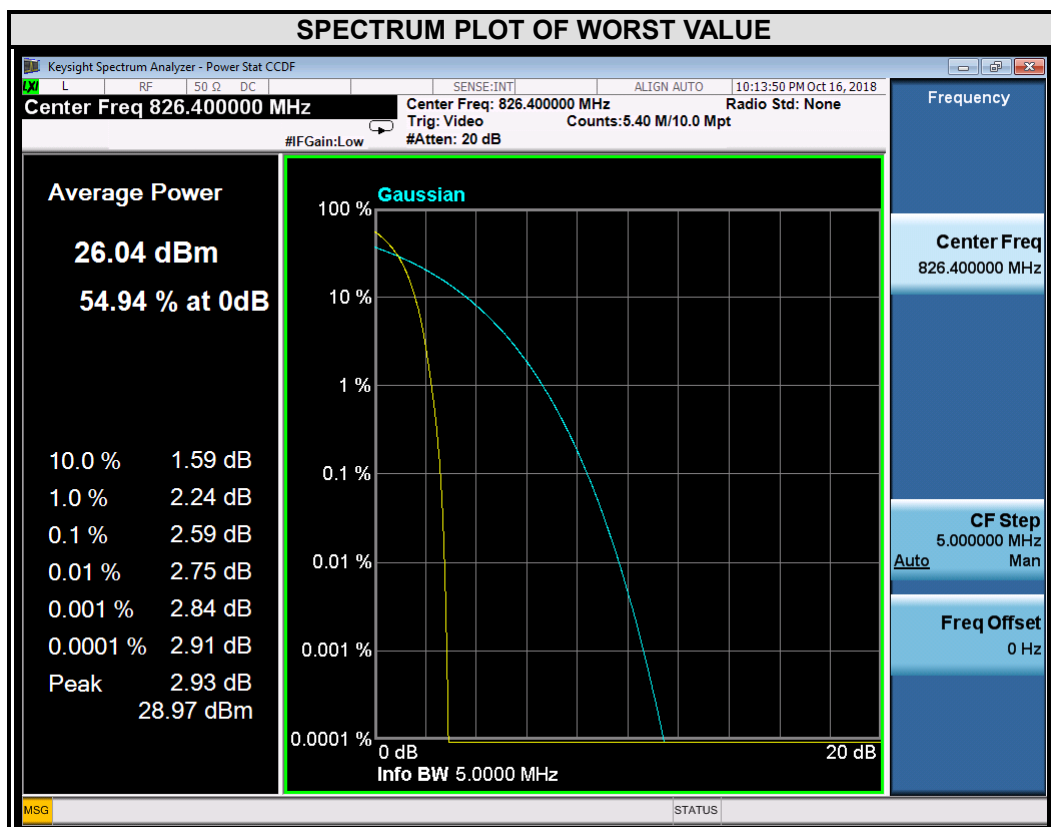 SPECTRUM PLOT OF WORST VALUE
Keysight Spectrum Analyzer - Power Stat CCDF
LXI L RF 50 Ω DC SENSE:INT ALIGN AUTO 10:13:50 PM Oct 16, 2018
Center Freq 826.400000 MHz
Center Freq: 826.400000 MHz Radio Std: None
Trig: Video Counts:5.40 M/10.0 Mpt
#IFGain:Low #Atten: 20 dB
Average Power
26.04 dBm
54.94 % at 0dB
10.0 % 1.59 dB
1.0 % 2.24 dB
0.1 % 2.59 dB
0.01 % 2.75 dB
0.001 % 2.84 dB
0.0001 % 2.91 dB
Peak 2.93 dB
28.97 dBm
Gaussian
100 %
10 %
1 %
0.1 %
0.01 %
0.001 %
0.0001 %
0 dB 20 dB
Info BW 5.0000 MHz
Frequency
Center Freq
826.400000 MHz
CF Step
5.000000 MHz
Auto Man
Freq Offset
0 Hz
MSG STATUS